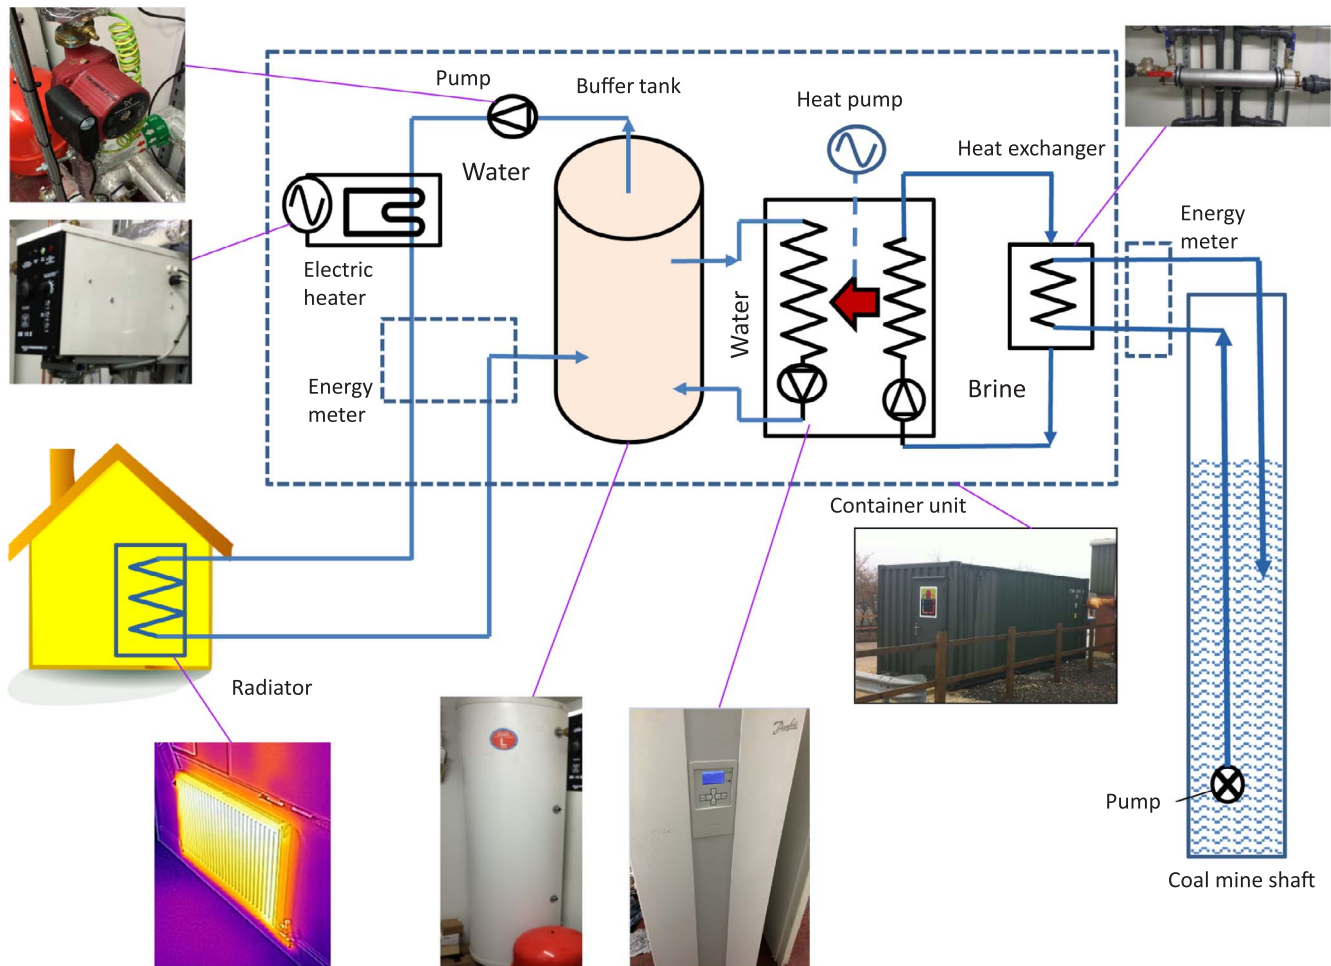 Pump
Buffer tank
Heat pump
Heat exchanger
Water
Energy
meter
Electric
heater
Water
Energy
meter
Brine
Container unit
Radiator
Danfoss
Pump
Coal mine shaft